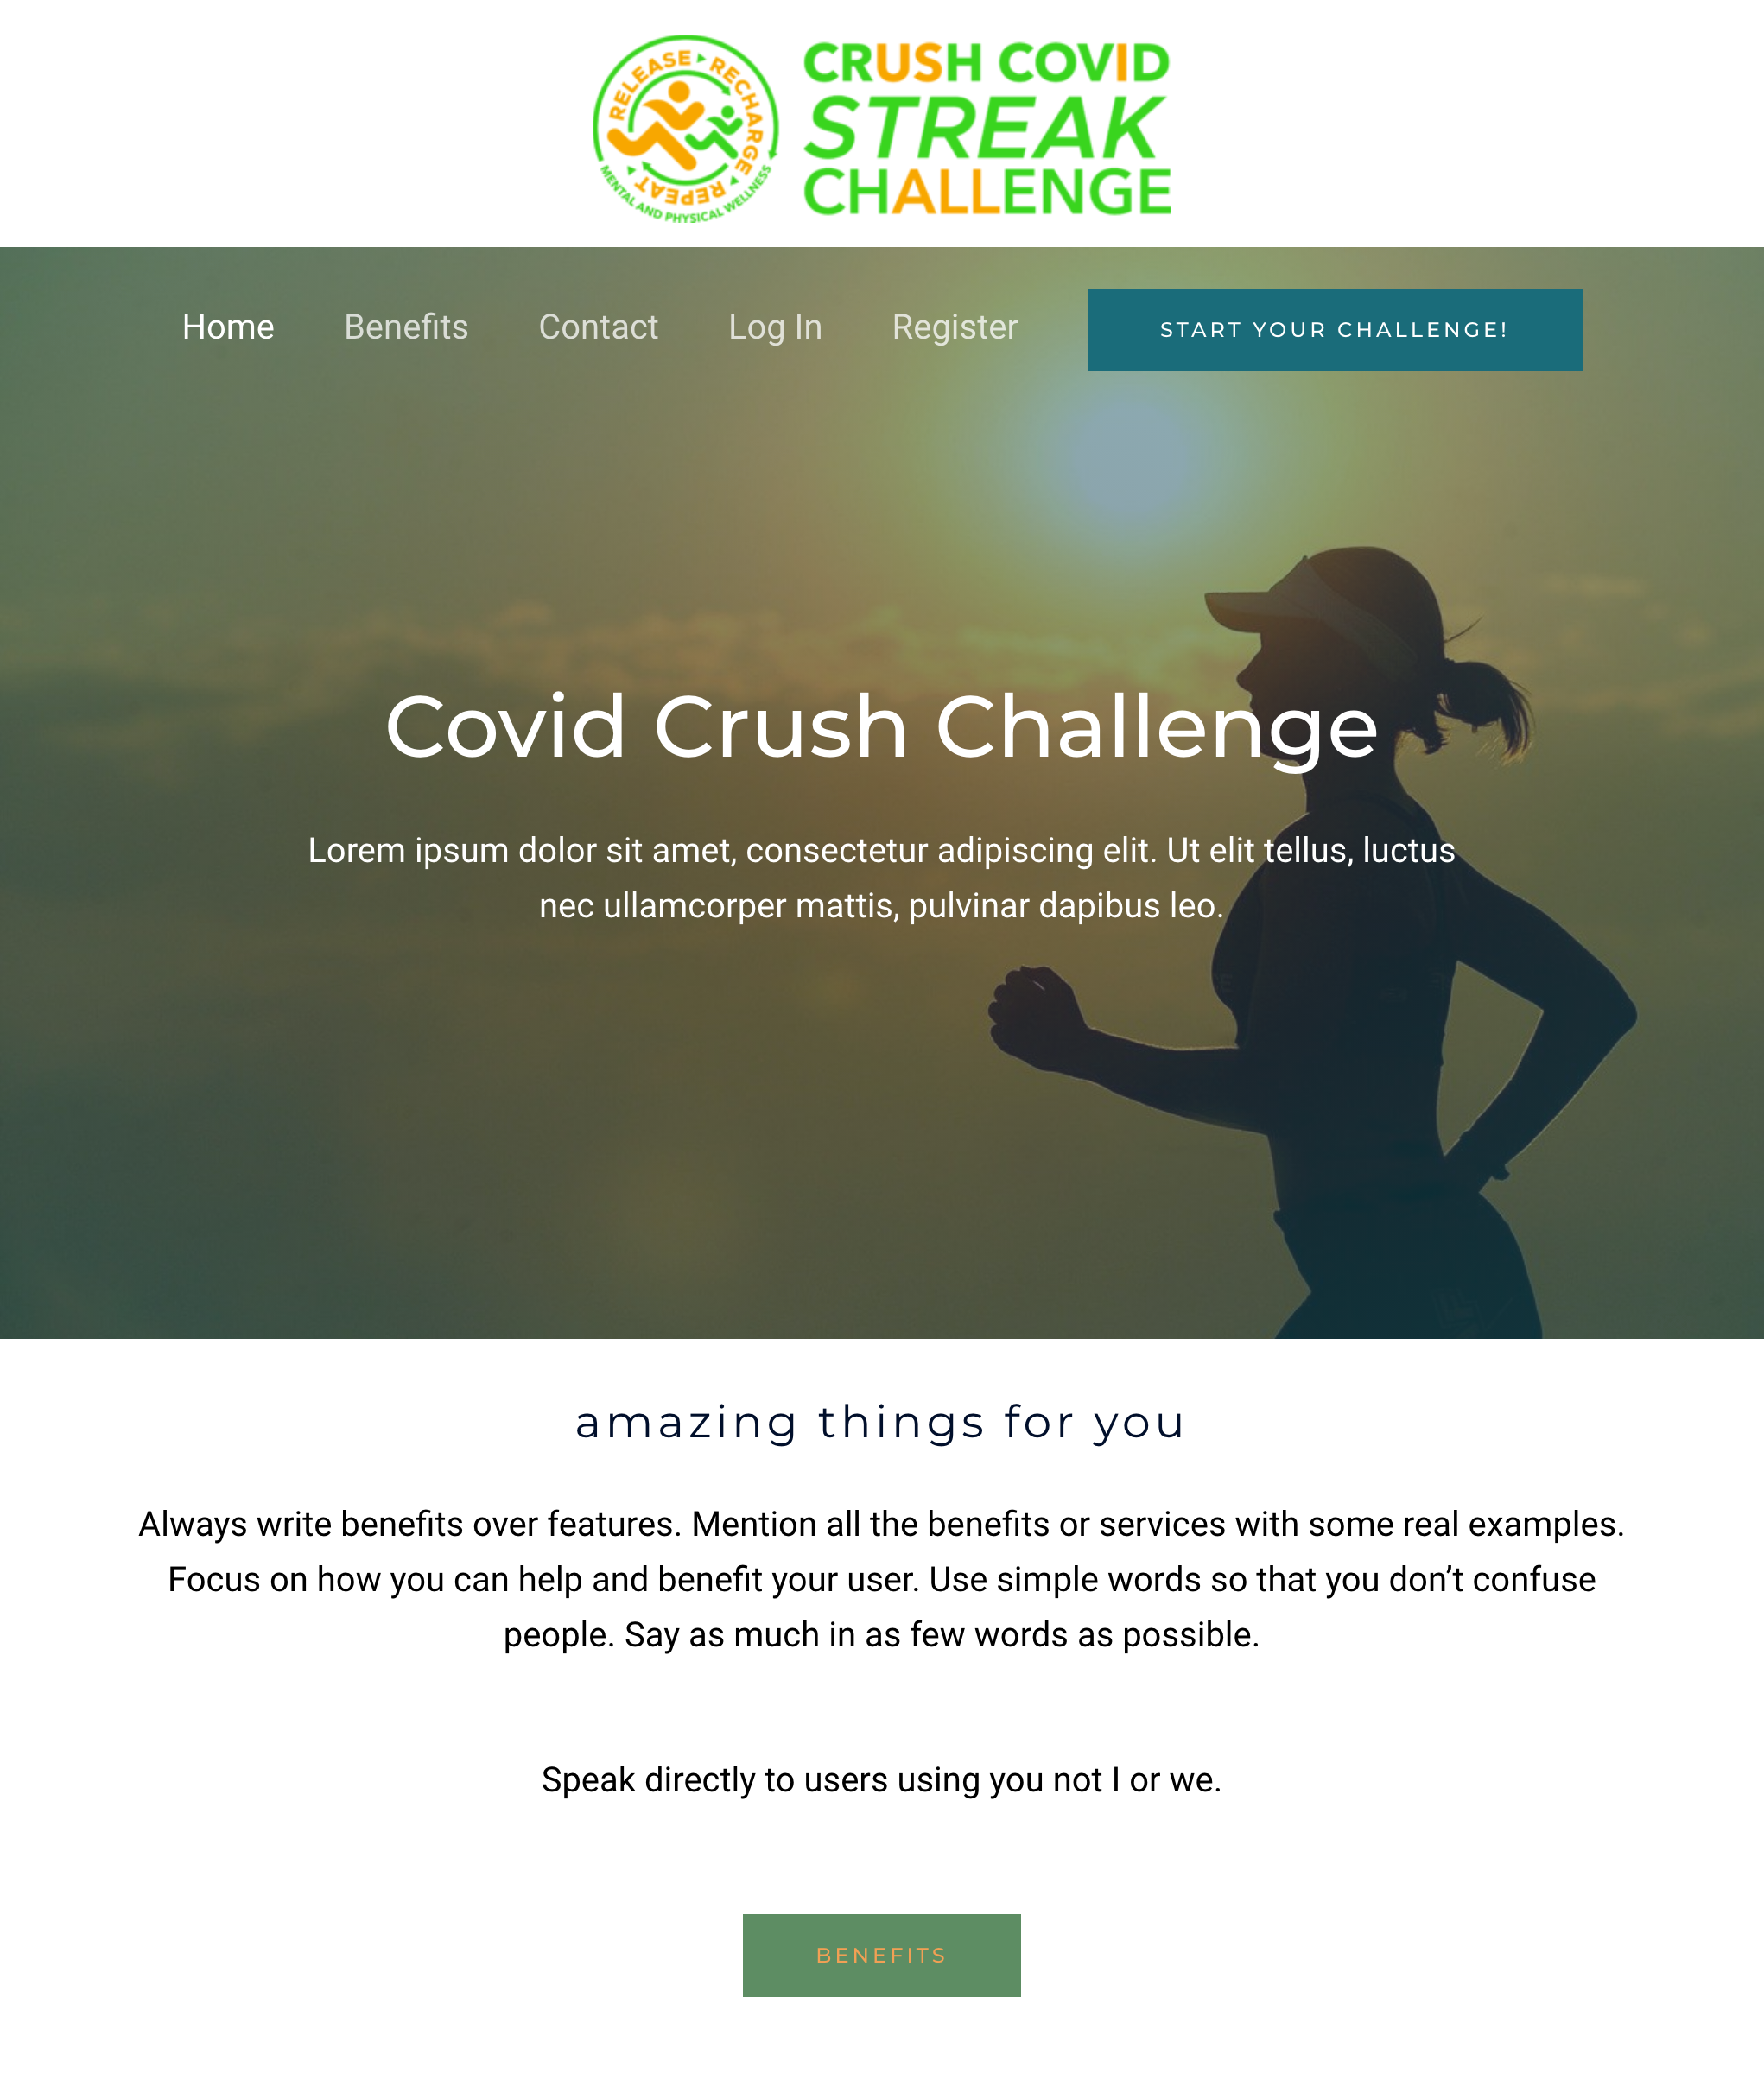 RELEASE RECHARGE REPEAT
MENTAL AND PHYSICAL WELLNESS
CRUSH COVID
STREAK
CHALLENGE
Home Benefits Contact Log In Register START YOUR CHALLENGE!
Covid Crush Challenge
Lorem ipsum dolor sit amet, consectetur adipiscing elit. Ut elit tellus, luctus
nec ullamcorper mattis, pulvinar dapibus leo.
amazing things for you
Always write benefits over features. Mention all the benefits or services with some real examples.
Focus on how you can help and benefit your user. Use simple words so that you don’t confuse
people. Say as much in as few words as possible.
Speak directly to users using you not I or we.
BENEFITS